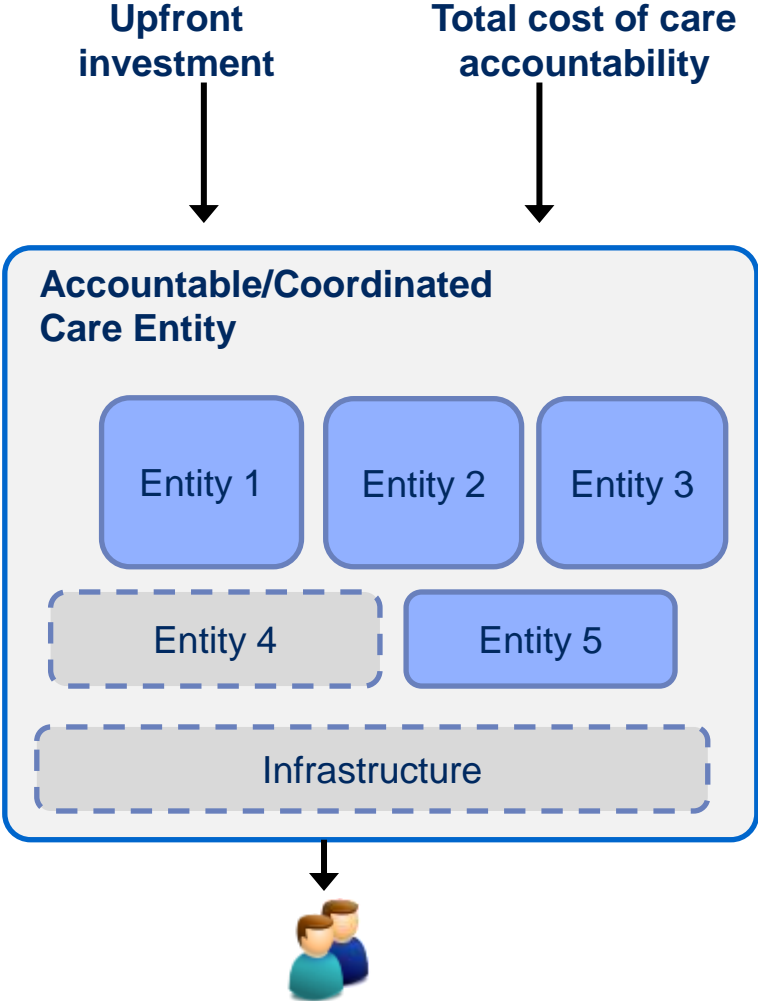 Upfront
investment
Total cost of care
accountability
Accountable/Coordinated
Care Entity
Entity 1
Entity 2
Entity 3
Entity 4
Entity 5
Infrastructure